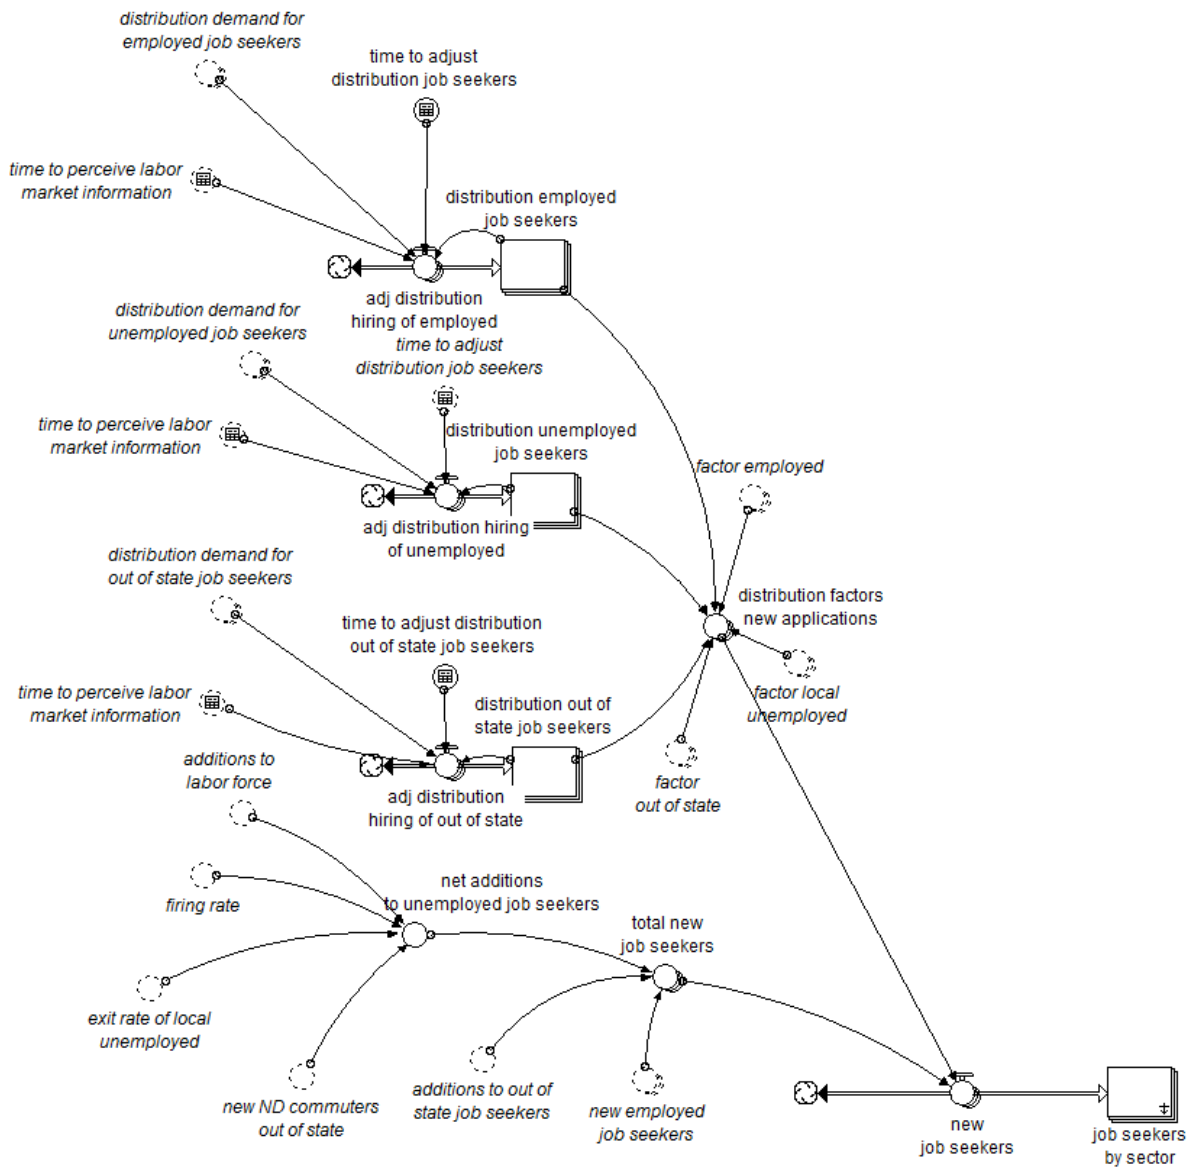 distribution demand for
employed job seekers
time to adjust
distribution job seekers
time to perceive labor
market information
distribution employed
job seekers
adj distribution
hiring of employed
distribution demand for
unemployed job seekers
time to adjust
distribution job seekers
time to perceive labor
market information
distribution unemployed
job seekers
factor employed
adj distribution hiring
of unemployed
distribution demand for
out of state job seekers
distribution factors
new applications
time to adjust distribution
out of state job seekers
factor local
unemployed
time to perceive labor
market information
distribution out of
state job seekers
additions to
labor force
factor
out of state
adj distribution
hiring of out of state
firing rate
net additions
to unemployed job seekers
total new
job seekers
exit rate of local
unemployed
new ND commuters
out of state
additions to out of
state job seekers
new employed
job seekers
new
job seekers
job seekers
by sector